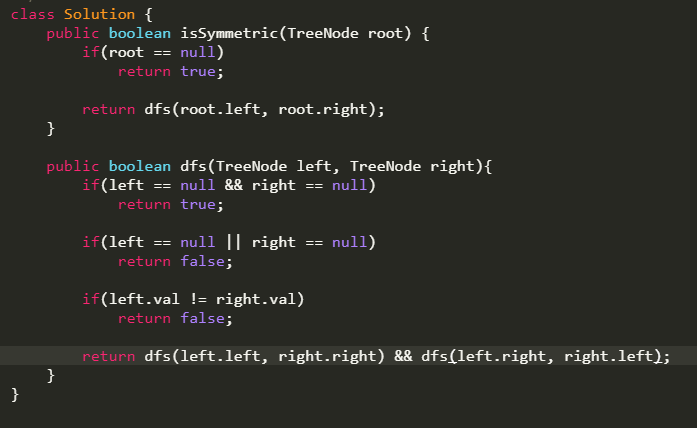 class Solution {
    public boolean isSymmetric(TreeNode root) {
        if(root == null)
            return true;

        return dfs(root.left, root.right);
    }

    public boolean dfs(TreeNode left, TreeNode right){
        if(left == null && right == null)
            return true;

        if(left == null || right == null)
            return false;

        if(left.val != right.val)
            return false;

        return dfs(left.left, right.right) && dfs(left.right, right.left);
    }
}